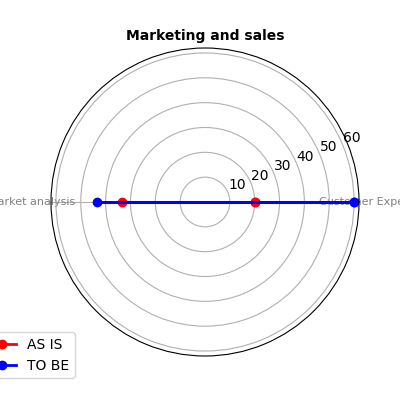 Marketing and sales
60
50
40
30
20
10
arket analysis
Customer Expe
AS IS
TO BE